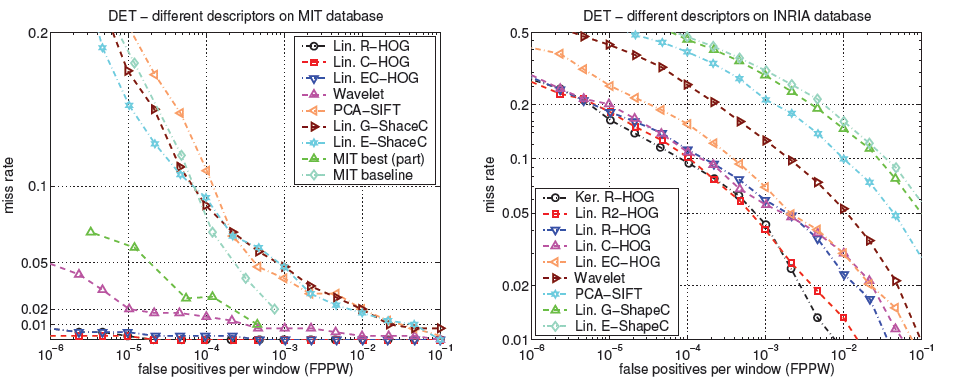 DET − different descriptors on MIT database
0.2
0.1
0.05
0.02
0.01
miss rate
10−6
10−5
10−4
10−3
10−2
10−1
false positives per window (FPPW)
Lin. R−HOG
Lin. C−HOG
Lin. EC−HOG
Wavelet
PCA−SIFT
Lin. G−ShaceC
Lin. E−ShaceC
MIT best (part)
MIT baseline
DET − different descriptors on INRIA database
0.5
0.2
0.1
0.05
0.02
0.01
miss rate
10−6
10−5
10−4
10−3
10−2
10−1
false positives per window (FPPW)
Ker. R−HOG
Lin. R2−HOG
Lin. R−HOG
Lin. C−HOG
Lin. EC−HOG
Wavelet
PCA−SIFT
Lin. G−ShapeC
Lin. E−ShapeC